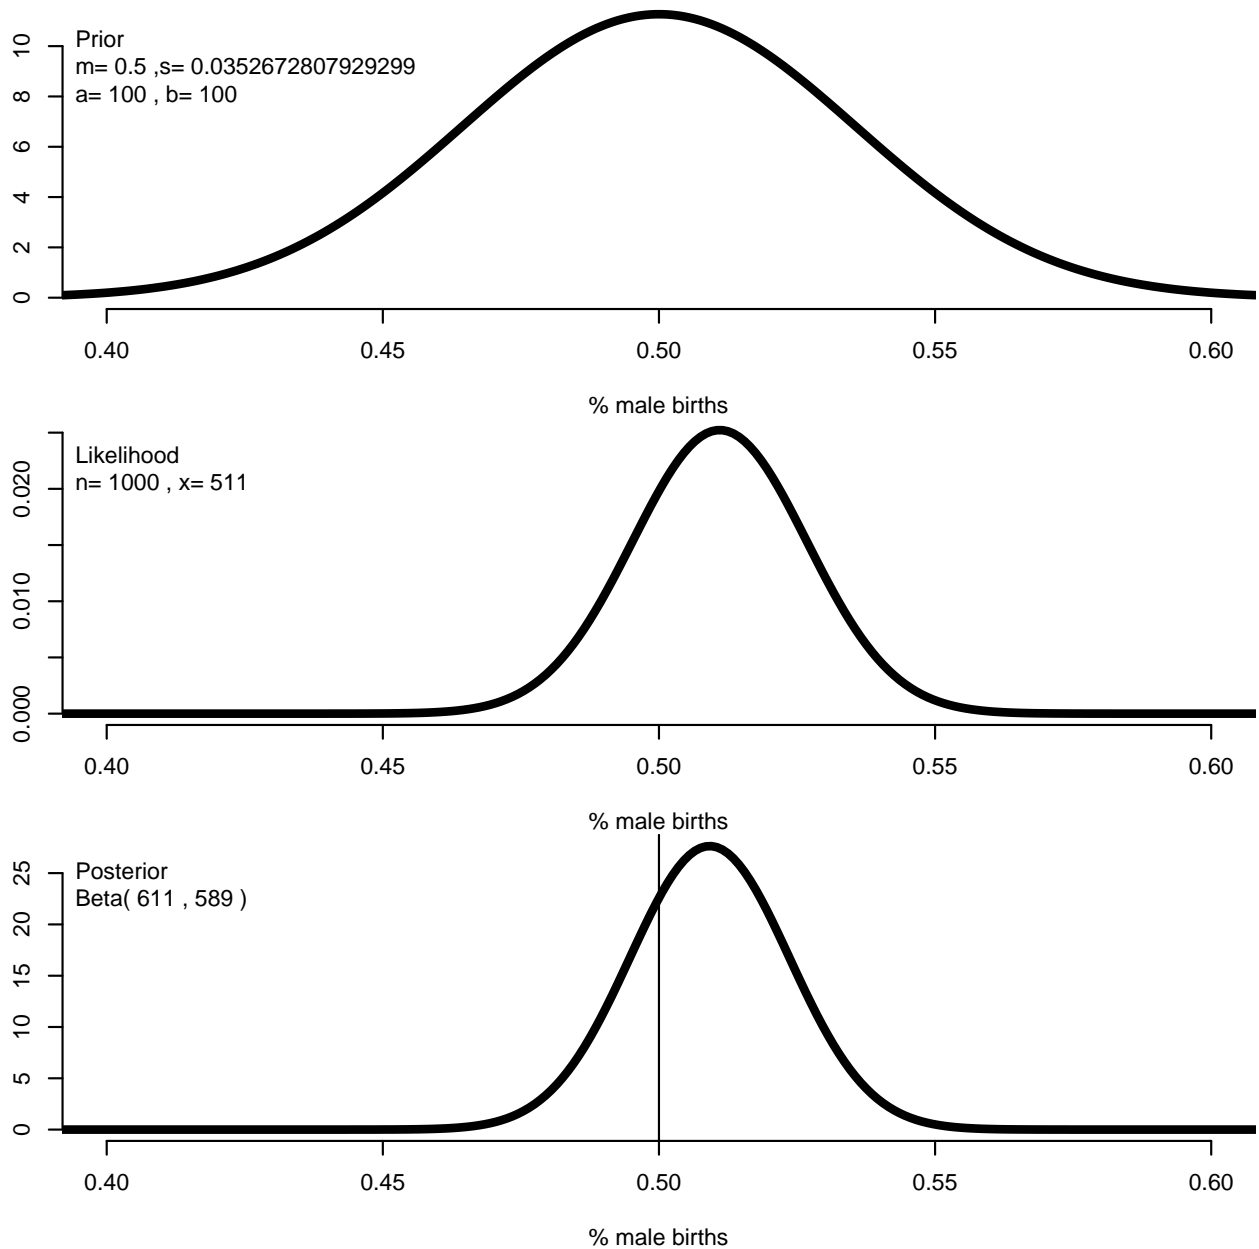 Prior
m= 0.5 ,s= 0.0352672807929299
a= 100 , b= 100
10
8
6
4
2
0
0.40 0.45 0.50 0.55 0.60
% male births
Likelihood
n= 1000 , x= 511
0.020
0.010
0.000
0.40 0.45 0.50 0.55 0.60
% male births
Posterior
Beta( 611 , 589 )
25
20
15
10
5
0
0.40 0.45 0.50 0.55 0.60
% male births